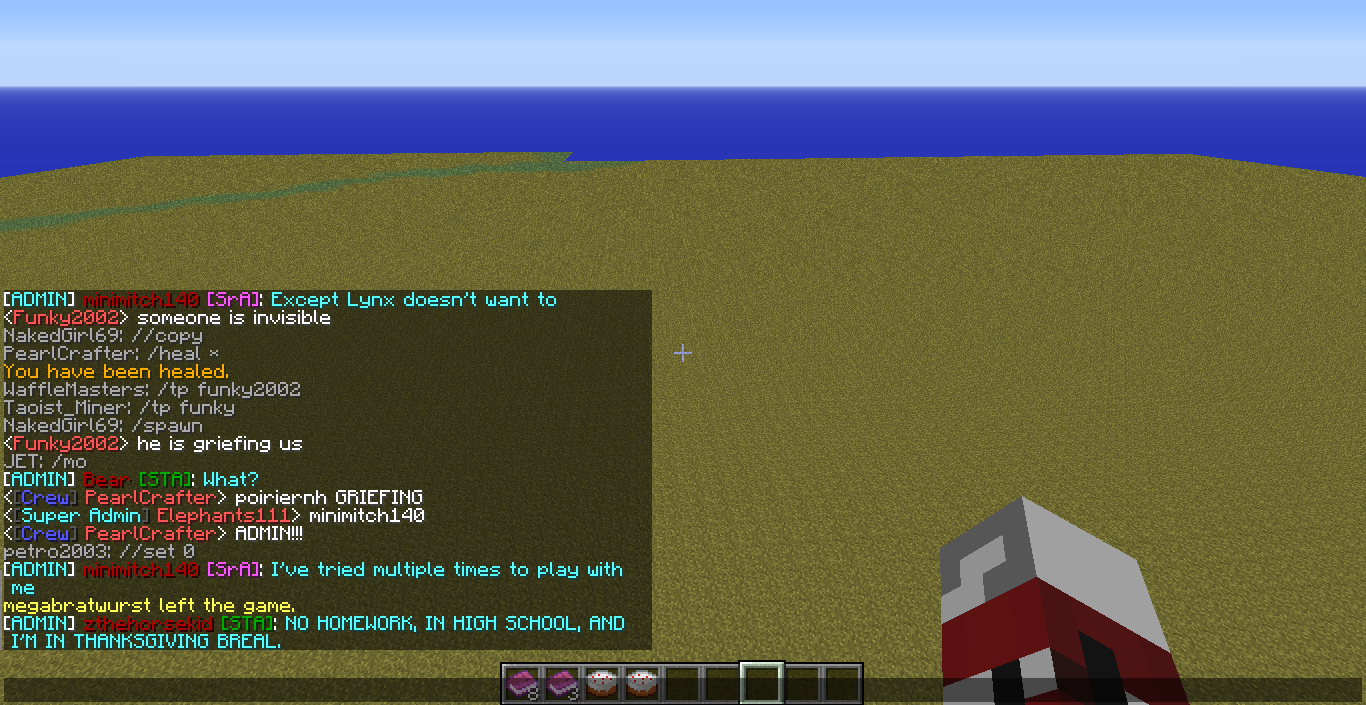 [ADMIN] minimitch140 [SrA]: Except Lynx doesn't want to
<Funky2002> someone is invisible
NakedGirl69: //copy
PearlCrafter: /heal *
You have been healed.
WaffleMasters: /tp funky2002
Taoist_Miner: /tp funky
NakedGirl69: /spawn
<Funky2002> he is griefing us
JET: /mo
[ADMIN] Bear [STA]: What?
<[Crew] PearlCrafter> poiriernh GRIEFING
<[Super Admin] Elephants111> minimitch140
<[Crew] PearlCrafter> ADMIN!!!
petro2003: //set 0
[ADMIN] minimitch140 [SrA]: I've tried multiple times to play with
me
megabratwurst left the game.
[ADMIN] zthehorsekid [STA]: NO HOMEWORK, IN HIGH SCHOOL, AND
I'M IN THANKSGIVING BREAL.
8 3